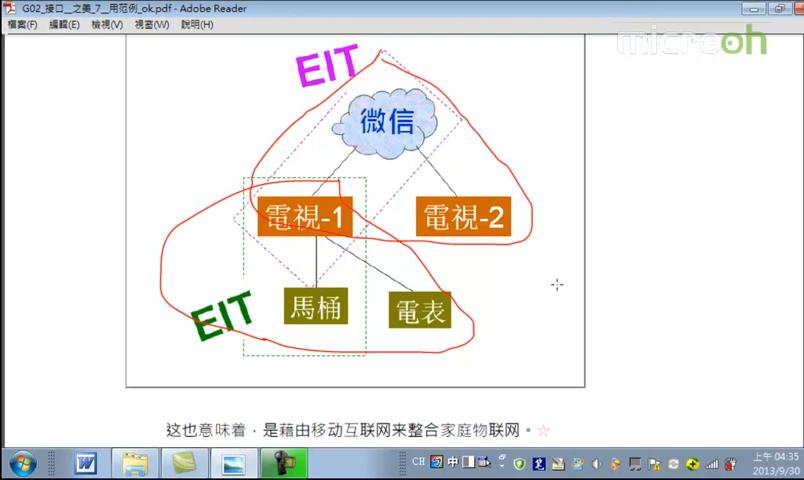 G02_接口__之美_7__用范例_ok.pdf - Adobe Reader
檔案(F) 編輯(E) 檢視(V) 視窗(W) 說明(H)
microoh
EIT
微信
電視-1 電視-2
馬桶 電表
EIT
这也意味着，是藉由移动互联网来整合家庭物联网。☆
CH 中
上午 04:35
2013/9/30